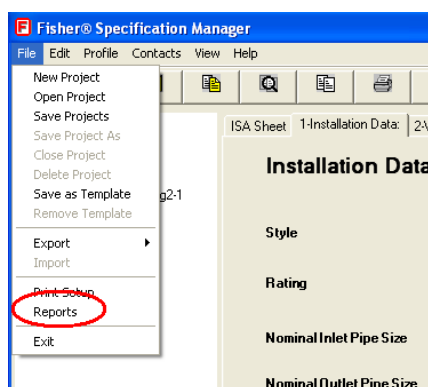 Fisher® Specification Mana
File Edit Profile Contacts View Help
New Project
Open Project
Save Projects
Save Project As
Close Project
Delete Project
Save as Template
Remove Template
Export
Import
Print Setup
Reports
Exit
g2-1
ISA Sheet 1-Installation Data: 2-
Installation Data
Style
Rating
Nominal Inlet Pipe Size
Nominal Outlet Pipe Size